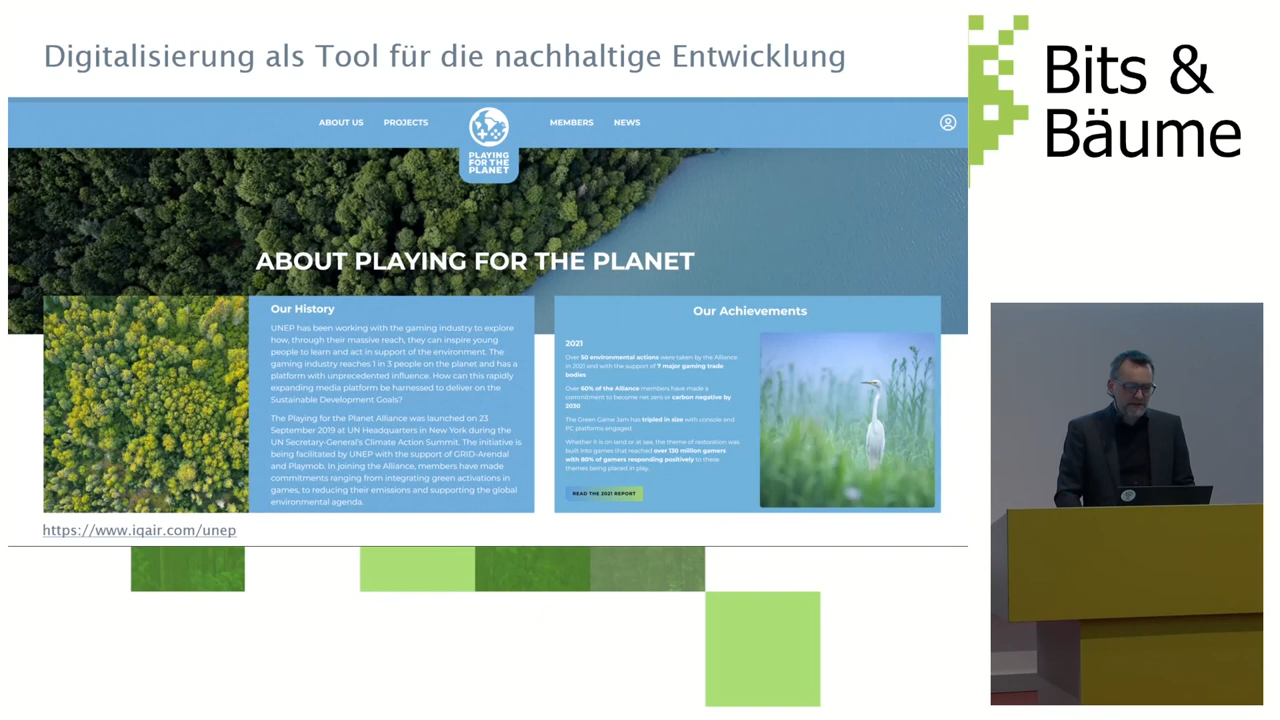 Digitalisierung als Tool für die nachhaltige Entwicklung
Bits &
Bäume
ABOUT US
PROJECTS
PLAYING
FOR THE
PLANET
MEMBERS
NEWS
ABOUT PLAYING FOR THE PLANET
Our History
UNEP has been working with the gaming industry to explore
how, through their massive reach, they can inspire young
people to learn and act in support of the environment. The
gaming industry reaches 1 in 3 people on the planet and has a
platform with unprecedented influence. How can this rapidly
expanding media platform be harnessed to deliver on the
Sustainable Development Goals?
The Playing for the Planet Alliance was launched on 23
September 2019 at UN Headquarters in New York during the
UN Secretary-General's Climate Action Summit. The initiative is
being facilitated by UNEP with the support of GRID-Arendal
and Playmob. In joining the Alliance, members have made
commitments ranging from integrating green activations in
games, to reducing their emissions and supporting the global
environmental agenda.
Our Achievements
2021
Over 50 environmental actions were taken by the Alliance
in 2021 and with the support of 7 major gaming trade
bodies
Over 60% of the Alliance members have made a
commitment to become net zero or carbon negative by
2030
The Green Game Jam has tripled in size with console and
PC platforms engaged
Whether it is on land or at sea, the theme of restoration was
built into games that reached over 130 million gamers
with 80% of gamers responding positively to these
themes being placed in play.
READ THE 2021 REPORT
https://www.iqair.com/unep